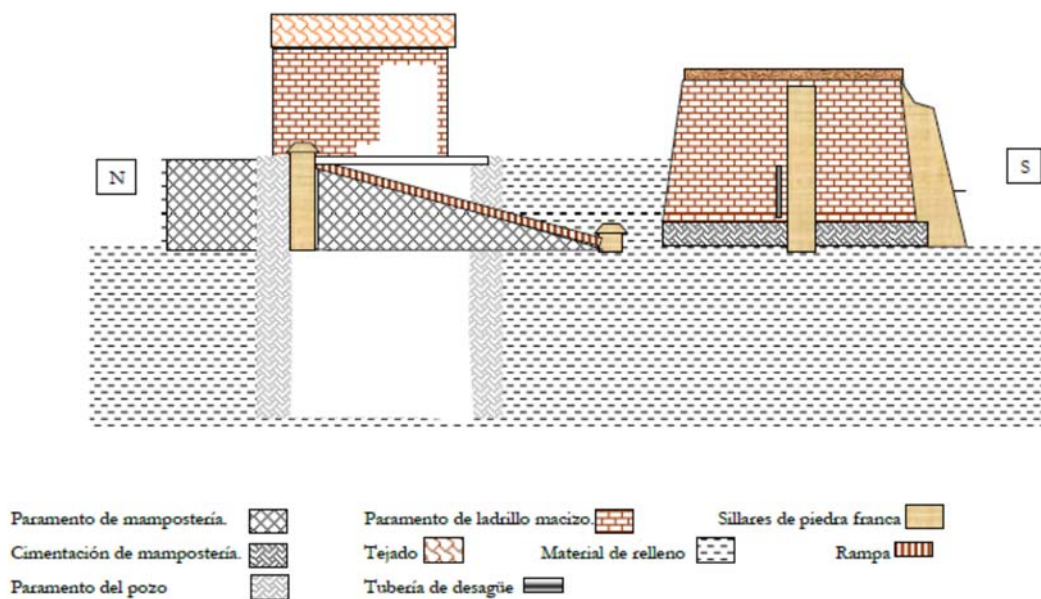 N
S
Paramento de mampostería.
Paramento de ladrillo macizo.
Sillares de piedra franca
Cimentación de mampostería.
Tejado
Material de relleno
Rampa
Paramento del pozo
Tubería de desagüe